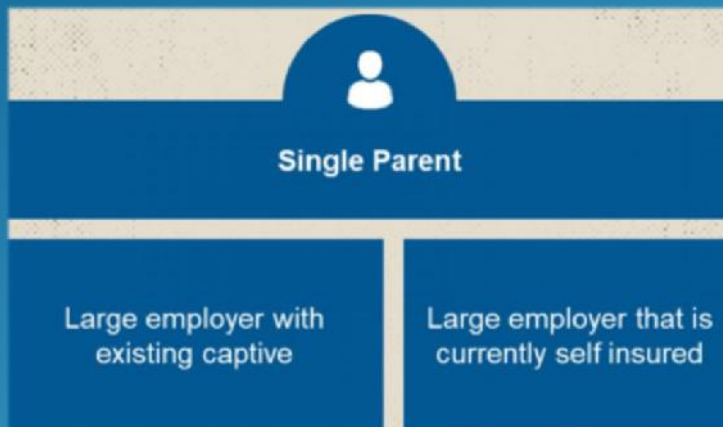 Single Parent
Large employer with
existing captive
Large employer that is
currently self insured